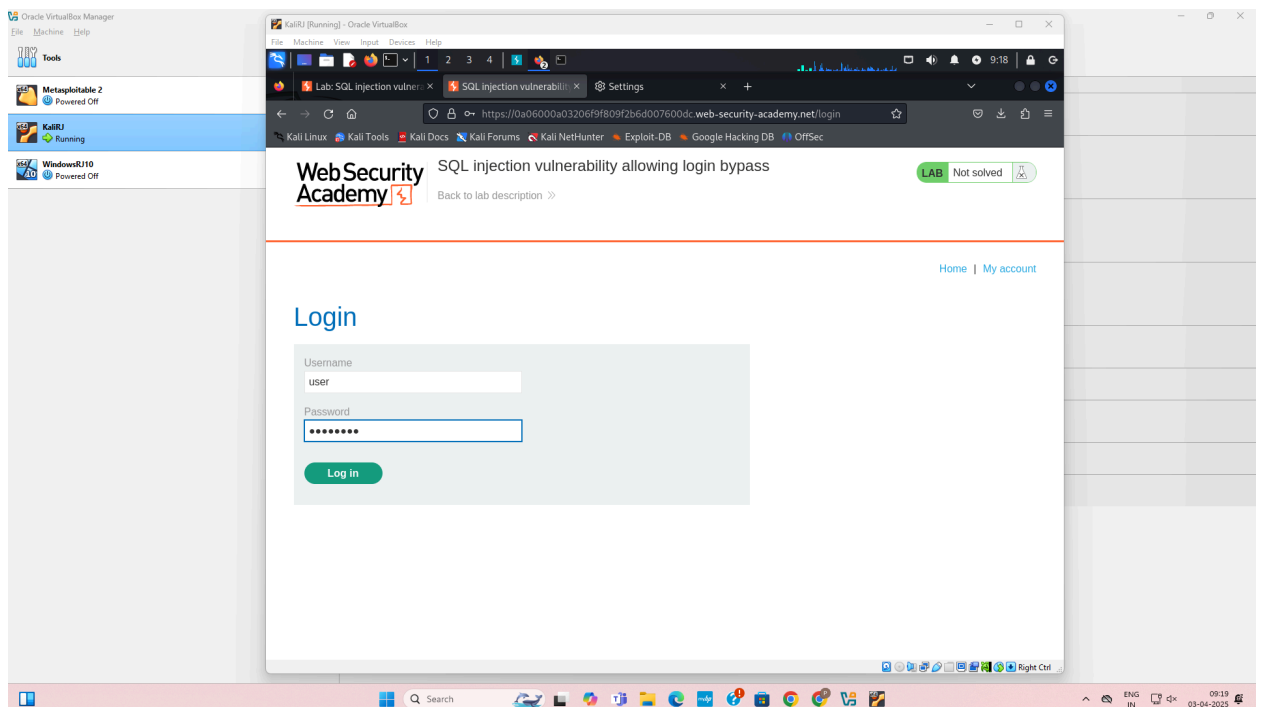 Oracle VirtualBox Manager
File Machine Help
Tools
Metasploitable 2
Powered Off
KaliRJ
Running
WindowsRJ10
Powered Off
KaliRJ [Running] - Oracle VirtualBox
File Machine View Input Devices Help
1 2 3 4
9:18
Lab: SQL injection vulnera
SQL injection vulnerability
Settings
https://0a06000a03206f9f809f2b6d007600dc.web-security-academy.net/login
Kali Linux Kali Tools Kali Docs Kali Forums Kali NetHunter Exploit-DB Google Hacking DB OffSec
Web Security
Academy
SQL injection vulnerability allowing login bypass
Back to lab description
LAB Not solved
Home | My account
Login
Username
user
Password
Log in
Right Ctrl
Search
ENG
IN
09:19
03-04-2025